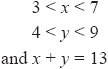 3 < x < 7
4 < y < 9
and x + y = 13